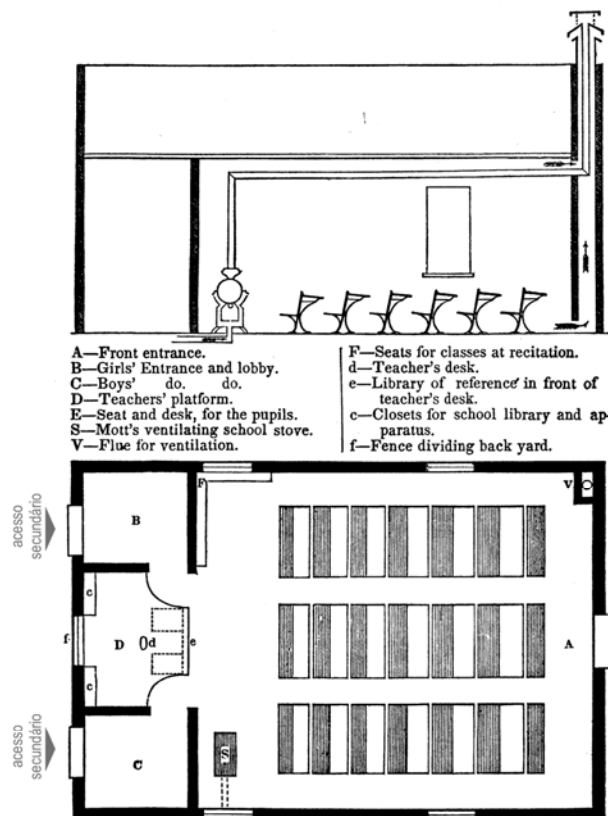 A—Front entrance.
B—Girls' Entrance and lobby.
C—Boys' do. do.
D—Teachers' platform.
E—Seat and desk, for the pupils.
S—Mott's ventilating school stove.
V—Flue for ventilation.
F—Seats for classes at recitation.
d—Teacher's desk.
e—Library of reference in front of
teacher's desk.
c—Closets for school library and ap-
paratus.
f—Fence dividing back yard.
F
V
acesso
secundário
B
c
f
D
d
e
A
c
acesso
secundário
C
S